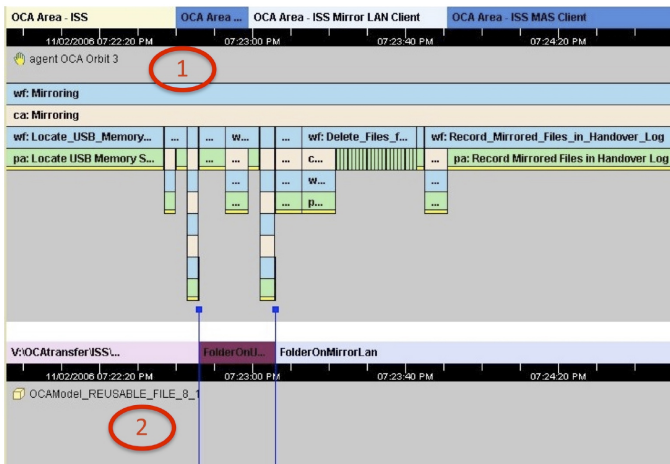 OCA Area - ISS OCA Area ... OCA Area - ISS Mirror LAN Client OCA Area - ISS MAS Client
11/02/2006 07:22:20 PM 07:23:00 PM 07:23:40 PM 07:24:20 PM
agent OCA Orbit 3
1
wf: Mirroring
ca: Mirroring
wf: Locate_USB_Memory... ... ... w... ... wf: Delete_Files_f... wf: Record_Mirrored_Files_in_Handover_Log
pa: Locate USB Memory S... ... ... c... ... pa: Record Mirrored Files in Handover Log
... ... w... ...
... ... p... ...
V:\OCAtransfer\ISS\... FolderOnU... FolderOnMirrorLan
11/02/2006 07:22:20 PM 07:23:00 PM 07:23:40 PM 07:24:20 PM
OCAModel_REUSABLE_FILE_8_1
2